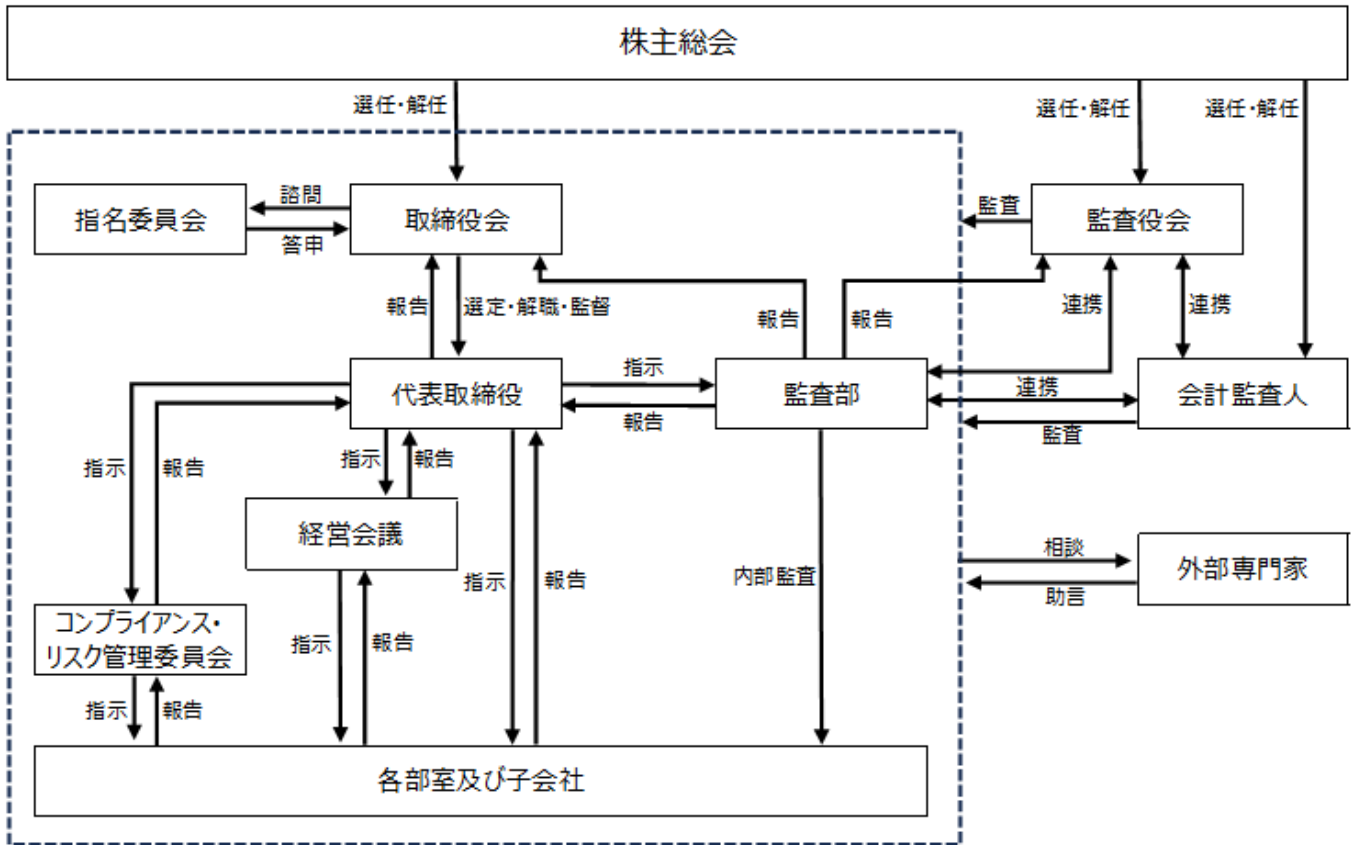 株主総会
選任・解任
選任・解任
選任・解任
指名委員会
諮問
答申
取締役会
監査
監査役会
報告
選定・解職・監督
報告
報告
連携
連携
代表取締役
指示
報告
監査部
連携
監査
会計監査人
指示
報告
指示
報告
経営会議
指示
報告
内部監査
相談
助言
外部専門家
コンプライアンス・
リスク管理委員会
指示
報告
指示
報告
各部室及び子会社